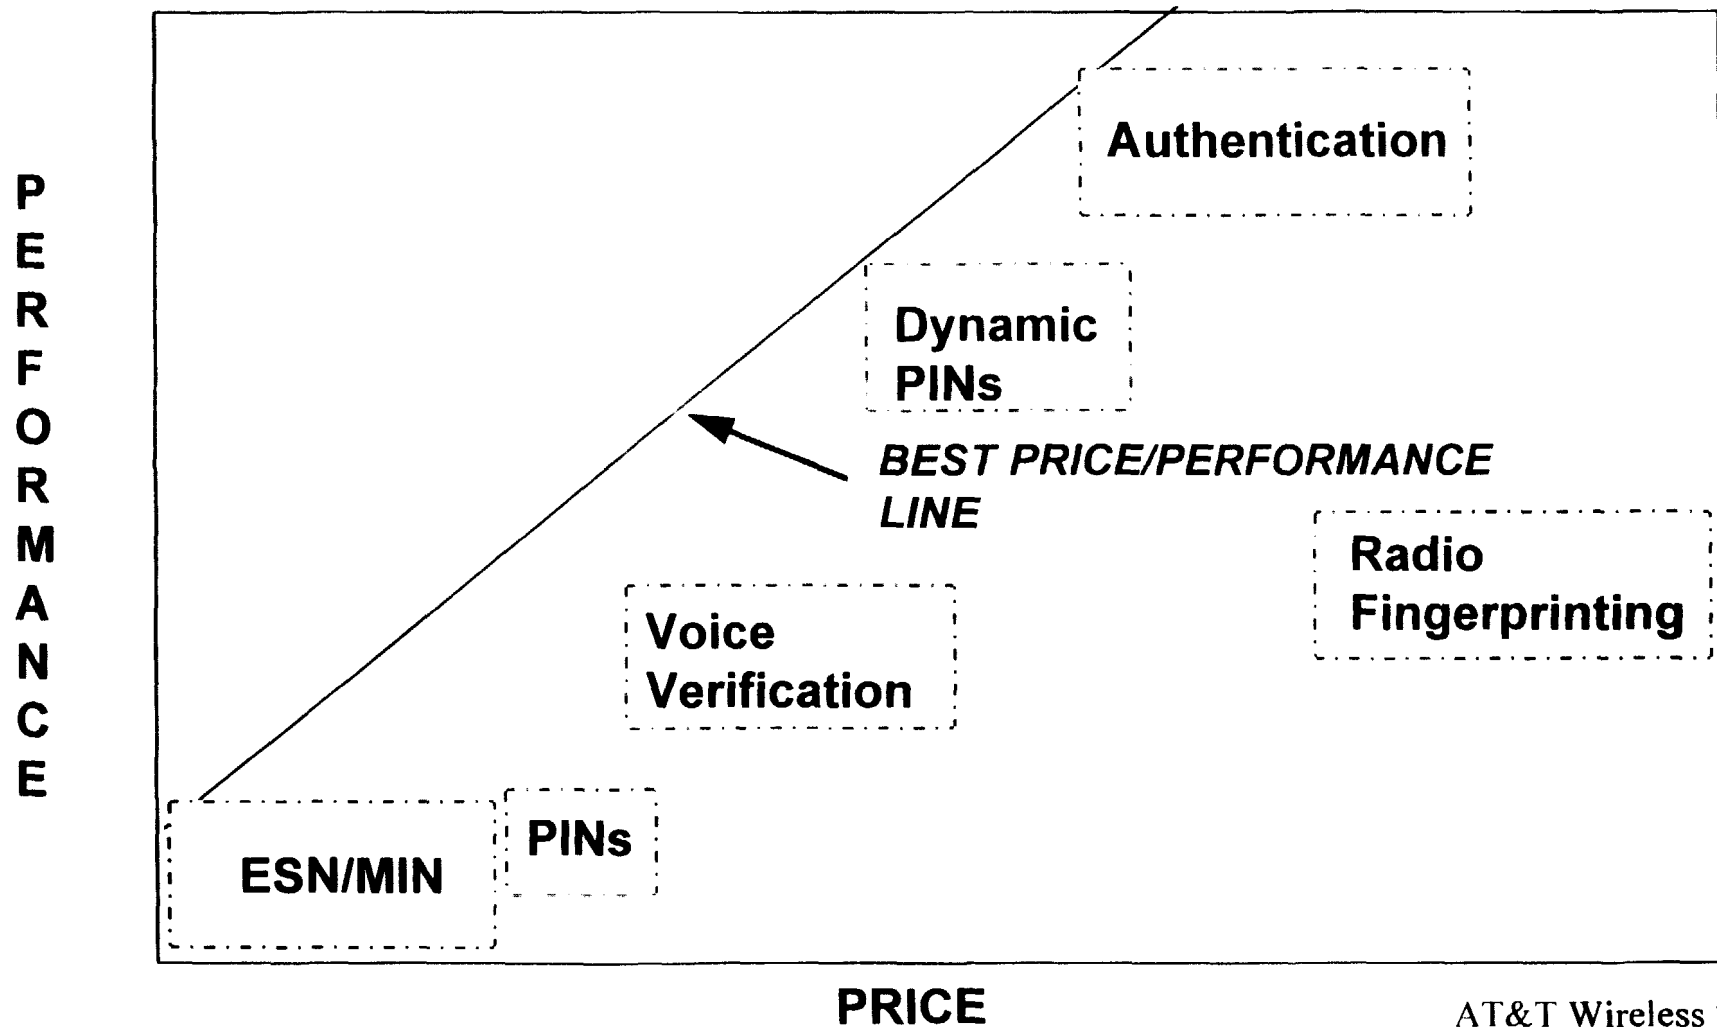 PERFORMANCE
Authentication
Dynamic
PINs
BEST PRICE/PERFORMANCE
LINE
Radio
Fingerprinting
Voice
Verification
PINs
ESN/MIN
PRICE
AT&T Wireless